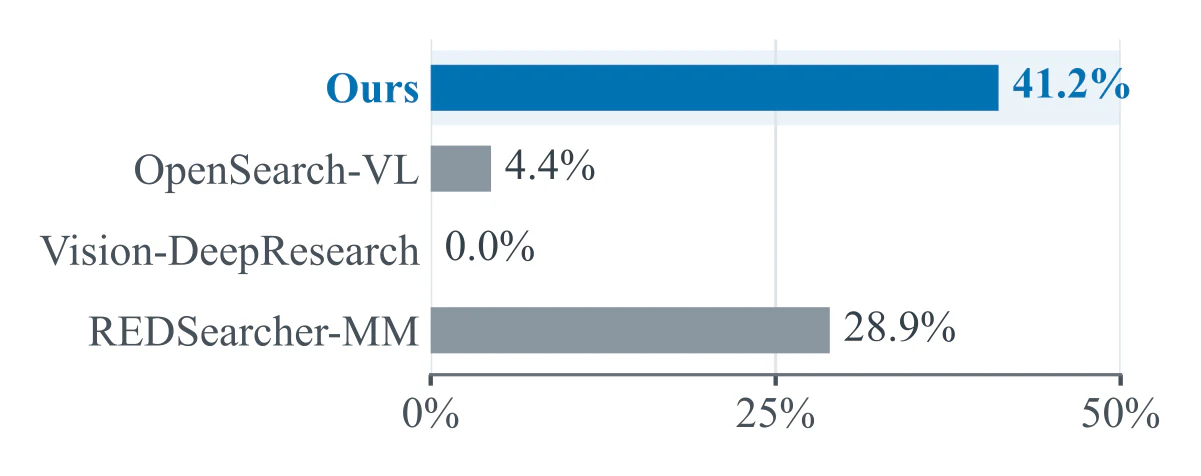 Ours 41.2%
OpenSearch-VL 4.4%
Vision-DeepResearch 0.0%
REDSearcher-MM 28.9%
0% 25% 50%